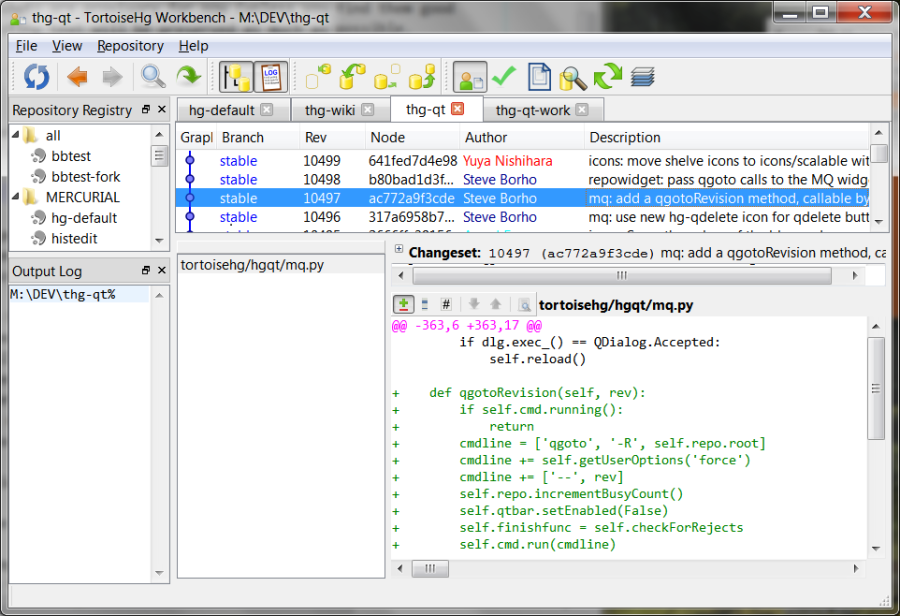 thg-qt - TortoiseHg Workbench - M:\DEV\thg-qt
File View Repository Help
LOG
Repository Registry
all
bbtest
bbtest-fork
MERCURIAL
hg-default
histedit
Output Log
M:\DEV\thg-qt%
hg-default thg-wiki thg-qt thg-qt-work
Graph Branch Rev Node Author Description
stable 10499 641fed7d4e98 Yuya Nishihara icons: move shelve icons to icons/scalable wit
stable 10498 b80bad1d3f... Steve Borho repowidget: pass qgoto calls to the MQ widg
stable 10497 ac772a9f3cde Steve Borho mq: add a qgotoRevision method, callable by
stable 10496 317a6958b7... Steve Borho mq: use new hg-qdelete icon for qdelete butt
tortoisehg/hgqt/mq.py
Changeset: 10497 (ac772a9f3cde) mq: add a qgotoRevision method, ca
# tortoisehg/hgqt/mq.py
@@ -363,6 +363,17 @@
if dlg.exec_() == QDialog.Accepted:
self.reload()
+ def qgotoRevision(self, rev):
+ if self.cmd.running():
+ return
+ cmdline = ['qgoto', '-R', self.repo.root]
+ cmdline += self.getUserOptions('force')
+ cmdline += ['--', rev]
+ self.repo.incrementBusyCount()
+ self.qtbar.setEnabled(False)
+ self.finishfunc = self.checkForRejects
+ self.cmd.run(cmdline)